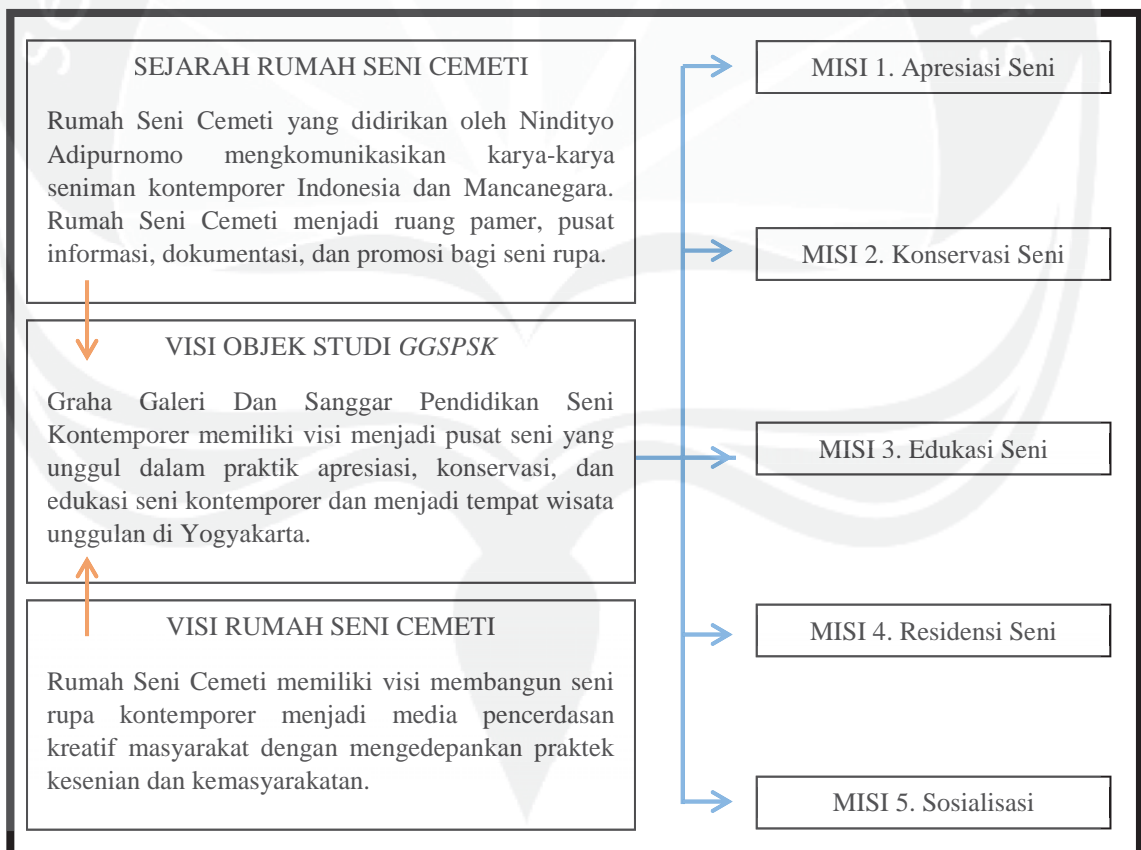 SEJARAH RUMAH SENI CEMETI
Rumah Seni Cemeti yang didirikan oleh Nindityo
Adipurnomo mengkomunikasikan karya-karya
seniman kontemporer Indonesia dan Mancanegara.
Rumah Seni Cemeti menjadi ruang pamer, pusat
informasi, dokumentasi, dan promosi bagi seni rupa.
VISI OBJEK STUDI GGSPSK
Graha Galeri Dan Sanggar Pendidikan Seni
Kontemporer memiliki visi menjadi pusat seni yang
unggul dalam praktik apresiasi, konservasi, dan
edukasi seni kontemporer dan menjadi tempat wisata
unggulan di Yogyakarta.
VISI RUMAH SENI CEMETI
Rumah Seni Cemeti memiliki visi membangun seni
rupa kontemporer menjadi media pencerdasan
kreatif masyarakat dengan mengedepankan praktek
kesenian dan kemasyarakatan.
MISI 1. Apresiasi Seni
MISI 2. Konservasi Seni
MISI 3. Edukasi Seni
MISI 4. Residensi Seni
MISI 5. Sosialisasi